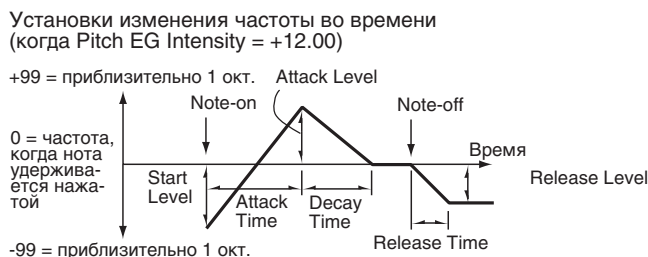 Установки изменения частоты во времени
(когда Pitch EG Intensity = +12.00)
+99 = приблизительно 1 окт.
Attack Level
Note-on
Note-off
0 = частота,
когда нота
удержива-
ется нажа-
той
Время
Start
Level
Attack
Time
Decay
Time
Release Level
Release Time
-99 = приблизительно 1 окт.